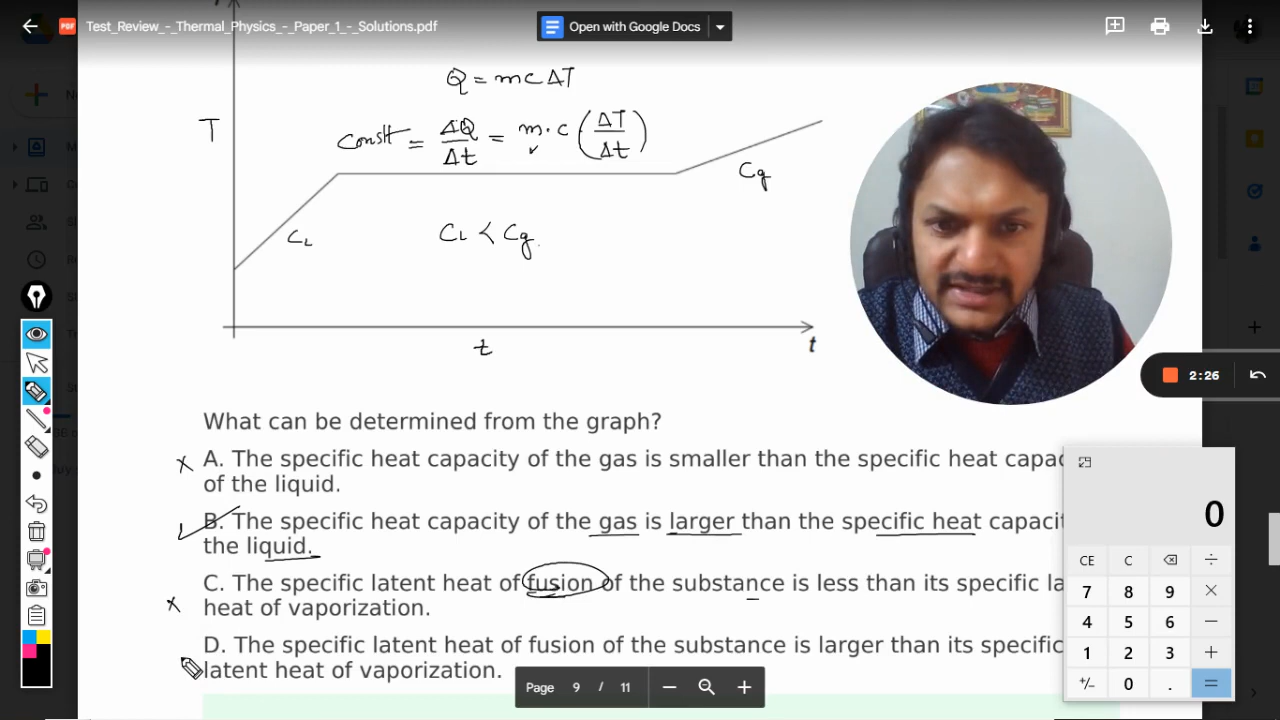 Test_Review_-_Thermal_Physics_-_Paper_1_-_Solutions.pdf
PDF
Open with Google Docs
Q = mcΔT
T
const = ΔQ/Δt = m·c (ΔT/Δt)
Cg
CL
CL < Cg
t
t
2:26
What can be determined from the graph?
A. The specific heat capacity of the gas is smaller than the specific heat capac
of the liquid.
B. The specific heat capacity of the gas is larger than the specific heat capacit
the liquid.
C. The specific latent heat of fusion of the substance is less than its specific la
heat of vaporization.
D. The specific latent heat of fusion of the substance is larger than its specific
latent heat of vaporization.
Page 9 / 11
0
CE C ⌫ ÷
7 8 9 ×
4 5 6 −
1 2 3 +
+/− 0 . =